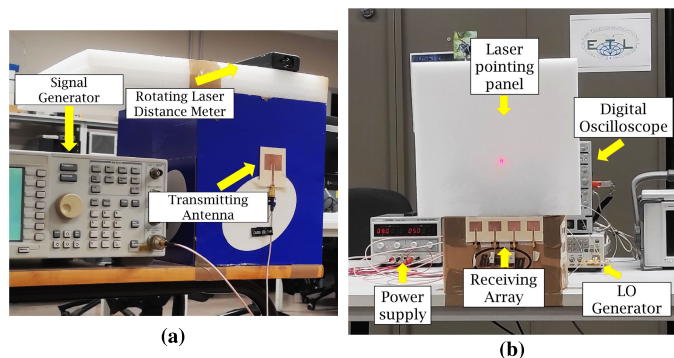 Signal
Generator
Rotating Laser
Distance Meter
Transmitting
Antenna
(a)
Laser
pointing
panel
ETL
Digital
Oscilloscope
Power
supply
Receiving
Array
LO
Generator
(b)